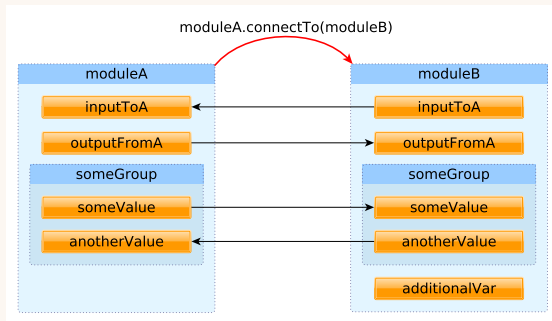 moduleA.connectTo(moduleB)
moduleA
inputToA
outputFromA
someGroup
someValue
anotherValue
moduleB
inputToA
outputFromA
someGroup
someValue
anotherValue
additionalVar